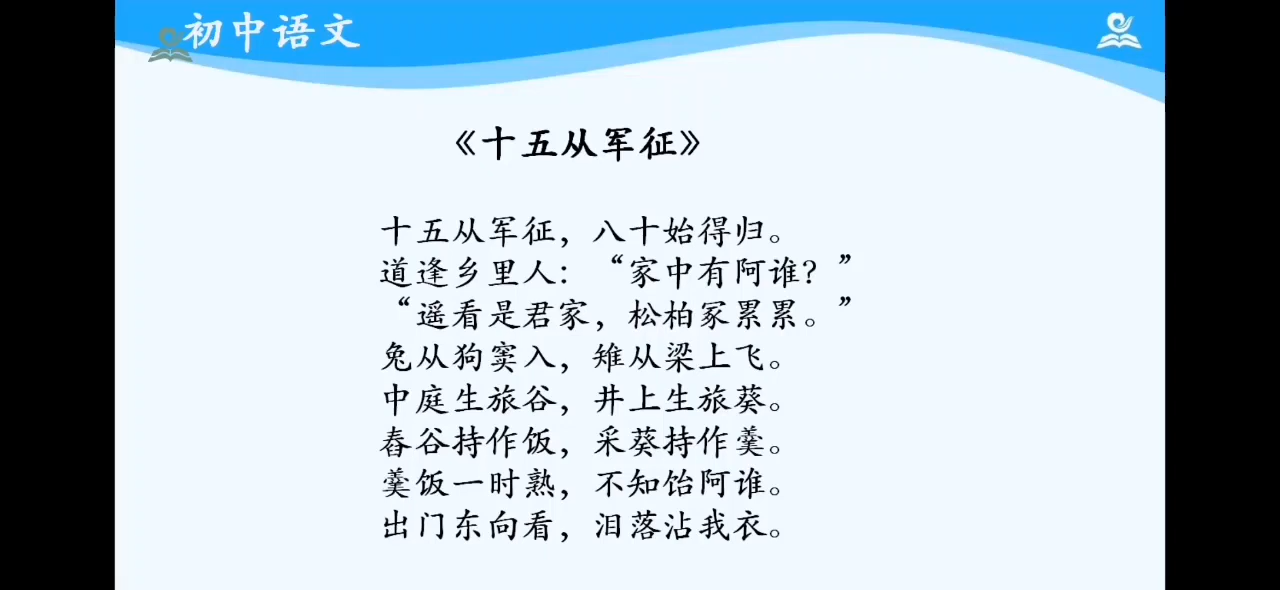 初中语文
《十五从军征》
十五从军征，八十始得归。
道逢乡里人：“家中有阿谁？”
“遥看是君家，松柏冢累累。”
兔从狗窦入，雉从梁上飞。
中庭生旅谷，井上生旅葵。
舂谷持作饭，采葵持作羹。
羹饭一时熟，不知饴阿谁。
出门东向看，泪落沾我衣。